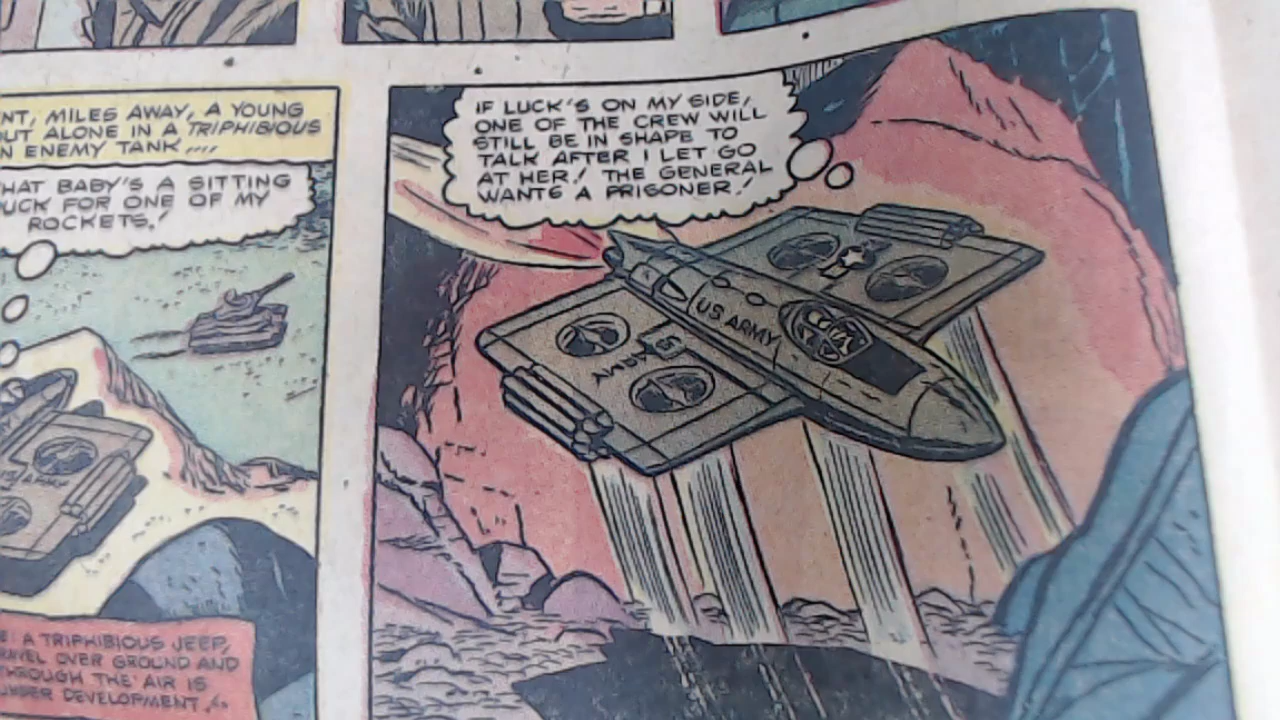 NT, MILES AWAY, A YOUNG
OUT ALONE IN A TRIPHIBIOUS
N ENEMY TANK....
HAT BABY'S A SITTING
UCK FOR ONE OF MY
ROCKETS!
A TRIPHIBIOUS JEEP,
RAVEL OVER GROUND AND
THROUGH THE AIR IS
UNDER DEVELOPMENT...
IF LUCK'S ON MY SIDE,
ONE OF THE CREW WILL
STILL BE IN SHAPE TO
TALK AFTER I LET GO
AT HER! THE GENERAL
WANTS A PRISONER!
US ARMY
US
ARMY